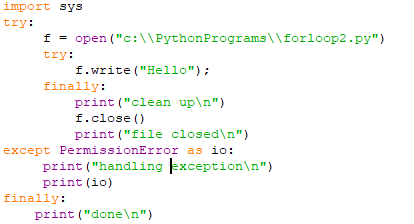 import sys
try:
    f = open("c:\\PythonPrograms\\forloop2.py")
    try:
        f.write("Hello");
    finally:
        print("clean up\n")
        f.close()
        print("file closed\n")
except PermissionError as io:
    print("handling exception\n")
    print(io)
finally:
    print("done\n")